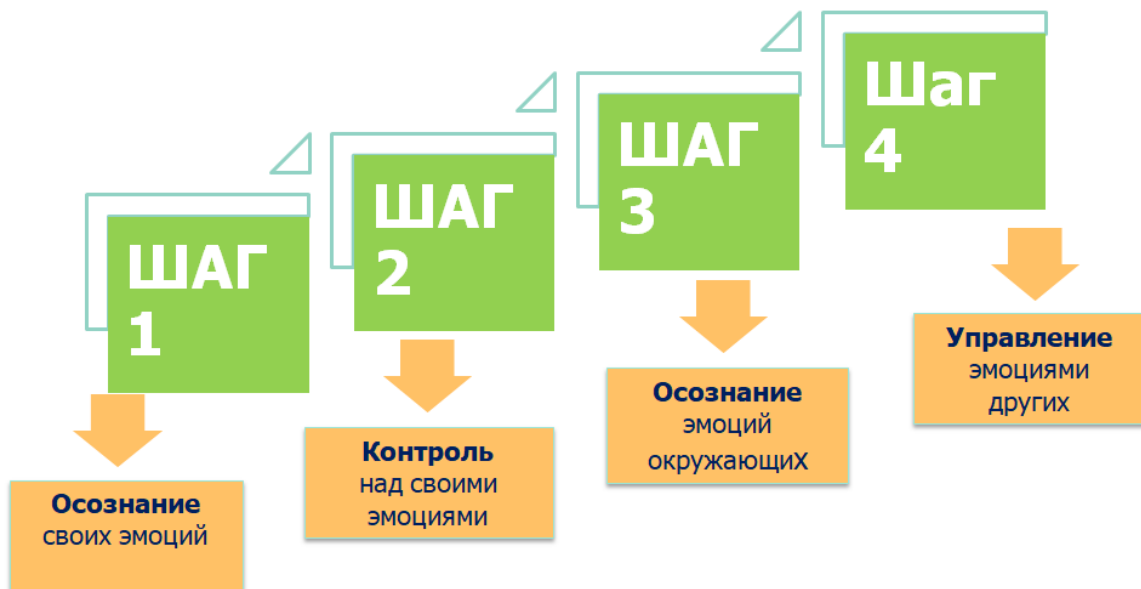 ШАГ
1
Осознание
своих эмоций
ШАГ
2
Контроль
над своими
эмоциями
ШАГ
3
Осознание
эмоций
окружающих
Шаг
4
Управление
эмоциями
других